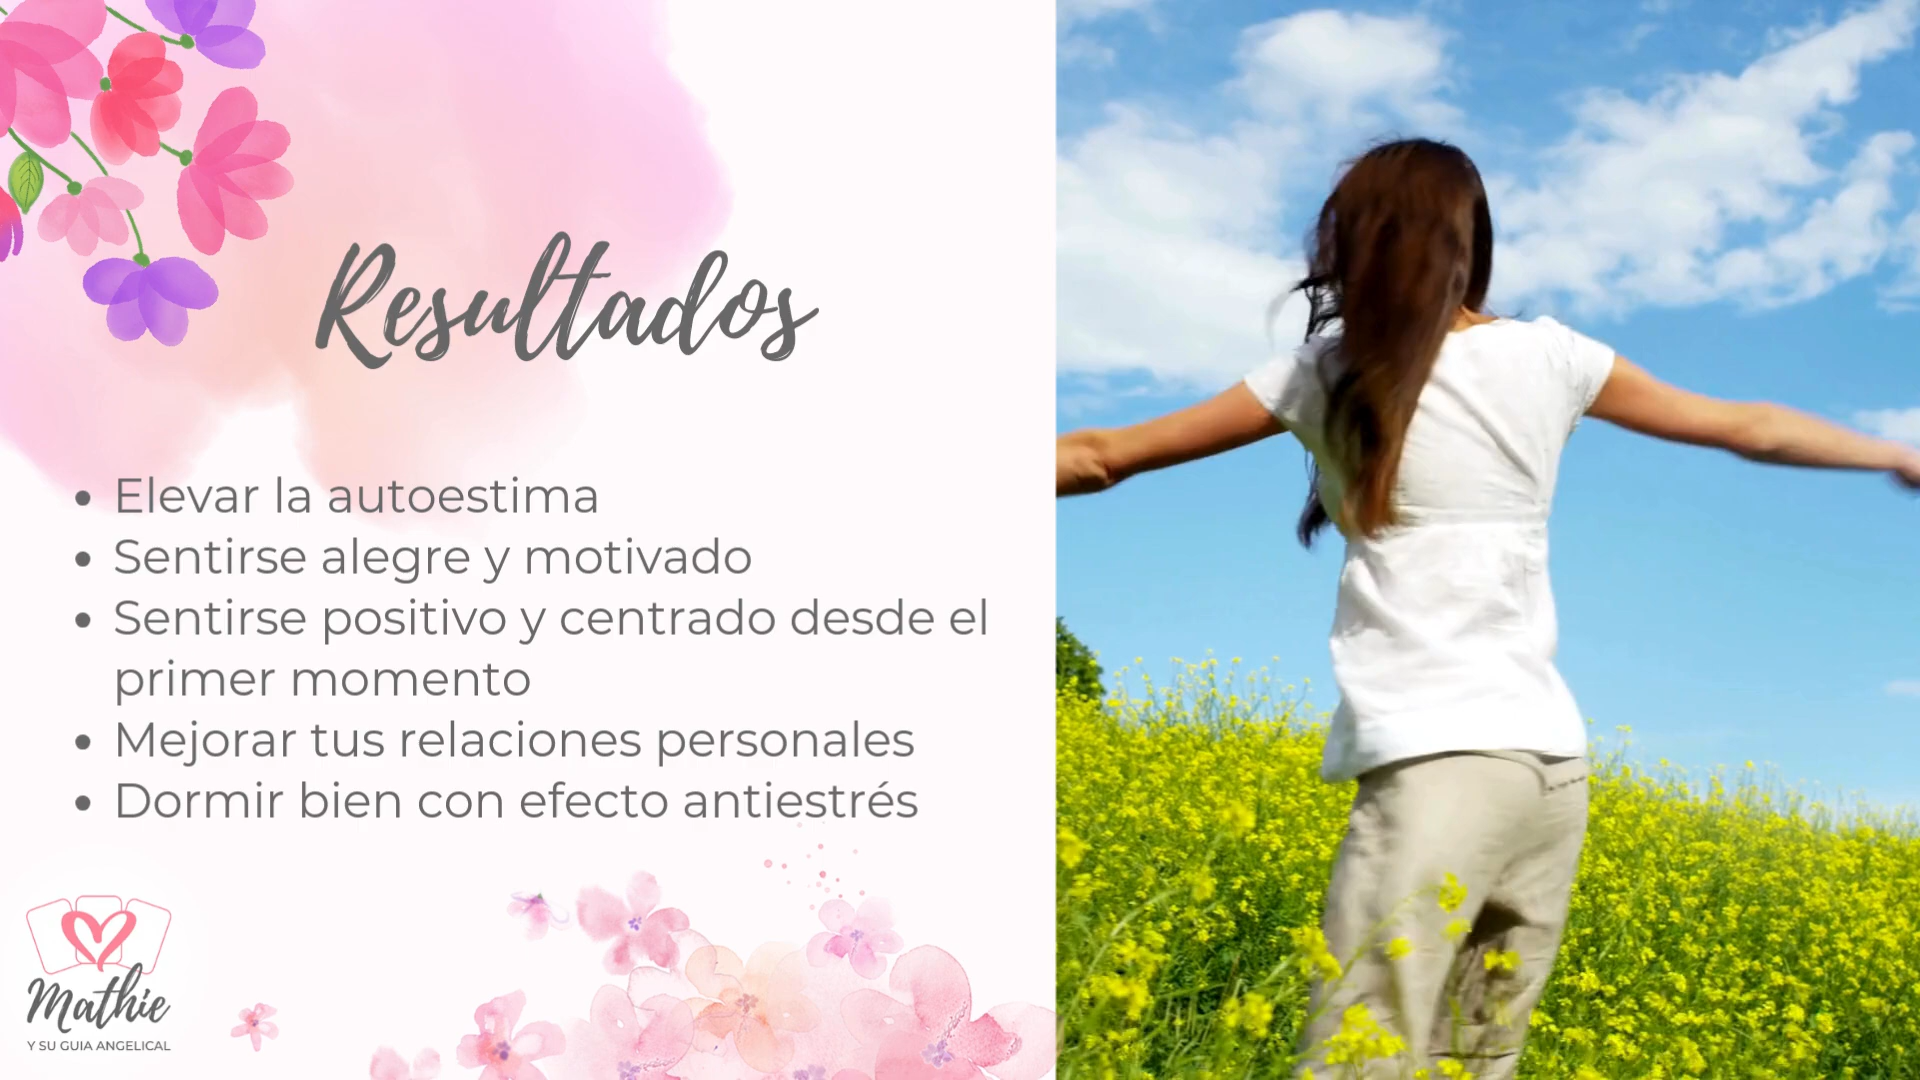 Resultados
• Elevar la autoestima
• Sentirse alegre y motivado
• Sentirse positivo y centrado desde el
primer momento
• Mejorar tus relaciones personales
• Dormir bien con efecto antiestrés
Mathie
Y SU GUIA ANGELICAL